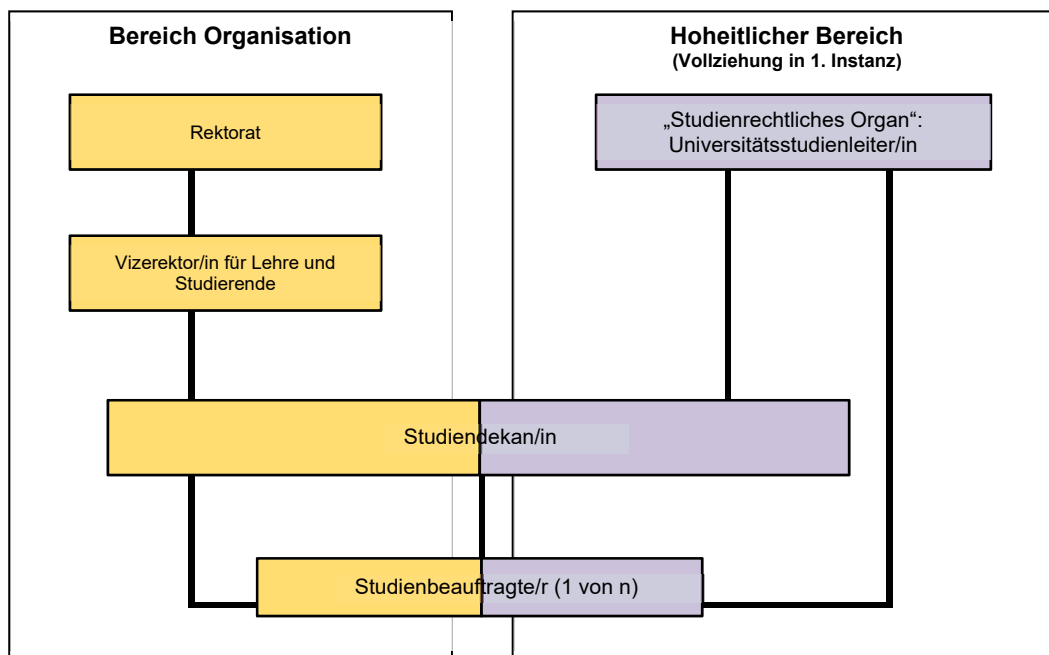 Bereich Organisation
Hoheitlicher Bereich
(Vollziehung in 1. Instanz)
Rektorat
„Studienrechtliches Organ“:
Universitätsstudienleiter/in
Vizerektor/in für Lehre und
Studierende
Studiendekan/in
Studienbeauftragte/r (1 von n)